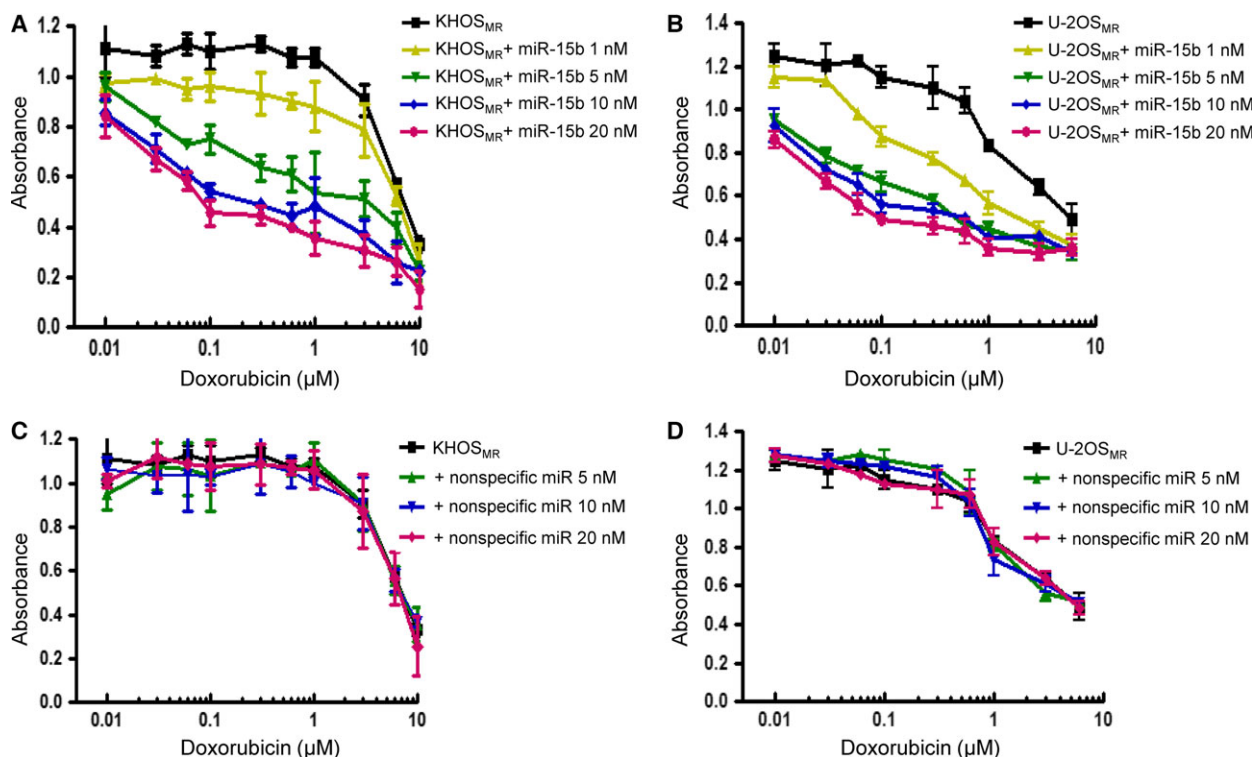 A
1.2
1.0
0.8
0.6
0.4
0.2
0.0
Absorbance
0.01 0.1 1 10
Doxorubicin (µM)
KHOSMR
KHOSMR+ miR-15b 1 nM
KHOSMR+ miR-15b 5 nM
KHOSMR+ miR-15b 10 nM
KHOSMR+ miR-15b 20 nM
B
1.4
1.2
1.0
0.8
0.6
0.4
0.2
0.0
Absorbance
0.01 0.1 1 10
Doxorubicin (µM)
U-2OSMR
U-2OSMR+ miR-15b 1 nM
U-2OSMR+ miR-15b 5 nM
U-2OSMR+ miR-15b 10 nM
U-2OSMR+ miR-15b 20 nM
C
1.2
1.0
0.8
0.6
0.4
0.2
0.0
Absorbance
0.01 0.1 1 10
Doxorubicin (µM)
KHOSMR
+ nonspecific miR 5 nM
+ nonspecific miR 10 nM
+ nonspecific miR 20 nM
D
1.4
1.2
1.0
0.8
0.6
0.4
0.2
0.0
Absorbance
0.01 0.1 1 10
Doxorubicin (µM)
U-2OSMR
+ nonspecific miR 5 nM
+ nonspecific miR 10 nM
+ nonspecific miR 20 nM